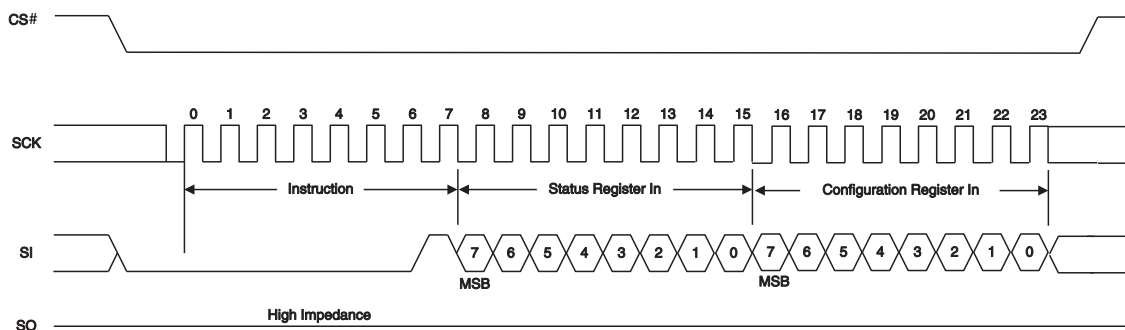 CS#
0 1 2 3 4 5 6 7 8 9 10 11 12 13 14 15 16 17 18 19 20 21 22 23
SCK
Instruction Status Register In Configuration Register In
SI 7 6 5 4 3 2 1 0 7 6 5 4 3 2 1 0
MSB MSB
High Impedance
SO